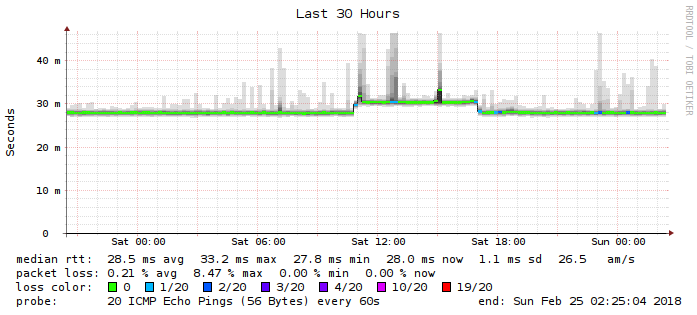 Last 30 Hours
RRDTOOL / TOBI OETIKER
Seconds
40 m
30 m
20 m
10 m
0
Sat 00:00 Sat 06:00 Sat 12:00 Sat 18:00 Sun 00:00
median rtt: 28.5 ms avg 33.2 ms max 27.8 ms min 28.0 ms now 1.1 ms sd 26.5 am/s
packet loss: 0.21 % avg 8.47 % max 0.00 % min 0.00 % now
loss color: 0 1/20 2/20 3/20 4/20 10/20 19/20
probe: 20 ICMP Echo Pings (56 Bytes) every 60s end: Sun Feb 25 02:25:04 2018